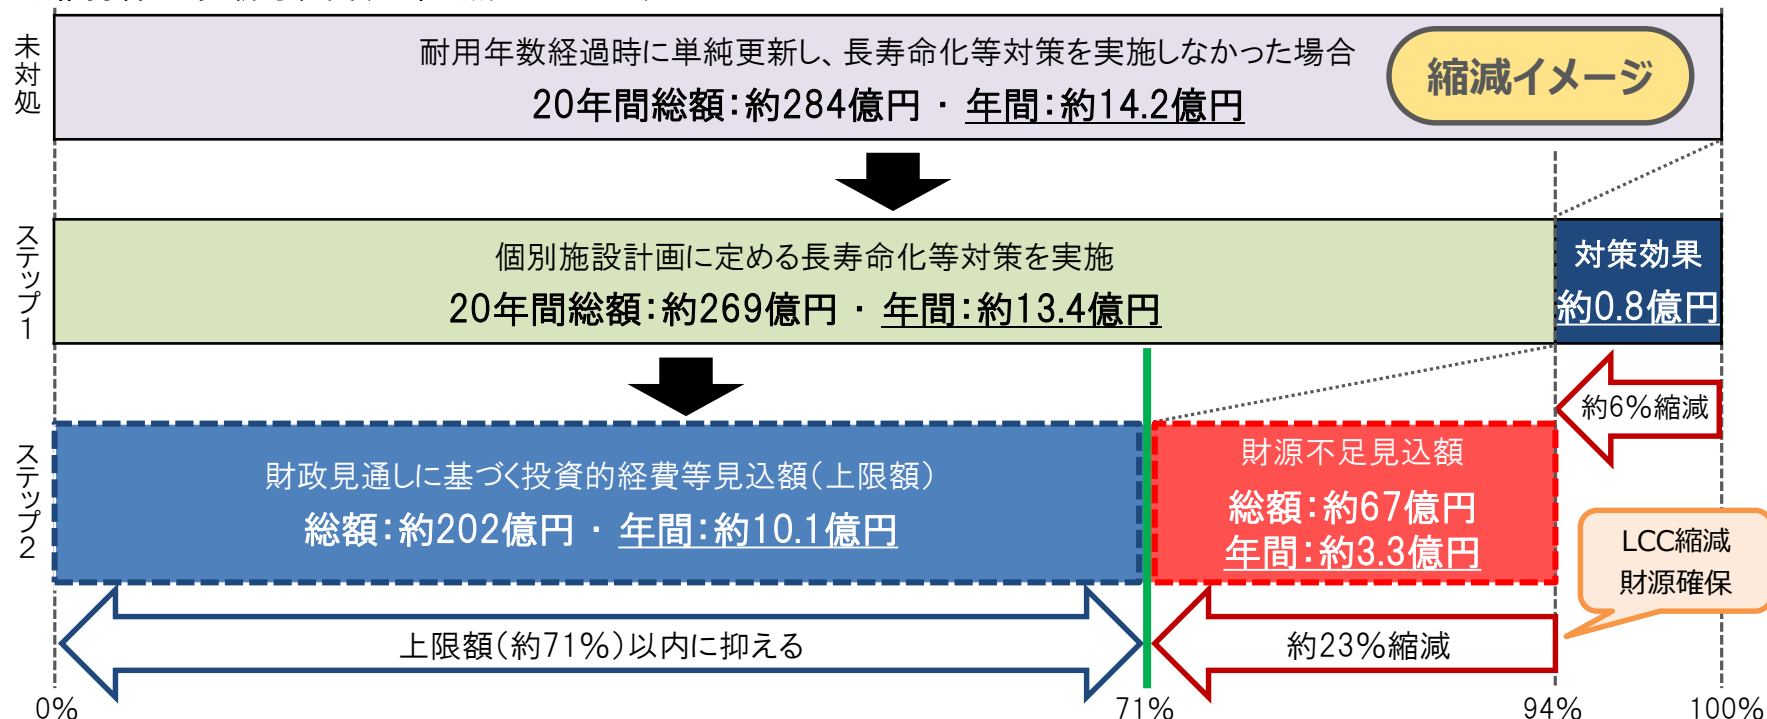 未対処
耐用年数経過時に単純更新し、長寿命化等対策を実施しなかった場合
20年間総額：約284億円 ・ 年間：約14.2億円
縮減イメージ
ステップ1
個別施設計画に定める長寿命化等対策を実施
20年間総額：約269億円 ・ 年間：約13.4億円
対策効果
約0.8億円
約6%縮減
ステップ2
財政見通しに基づく投資的経費等見込額（上限額）
総額：約202億円 ・ 年間：約10.1億円
財源不足見込額
総額：約67億円
年間：約3.3億円
LCC縮減
財源確保
上限額（約71%）以内に抑える
約23%縮減
0%
71%
94%
100%